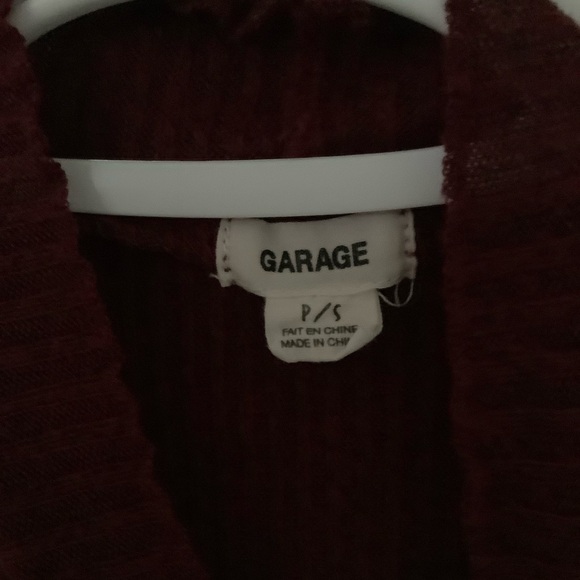 GARAGE
P/S
FAIT EN CHINE
MADE IN